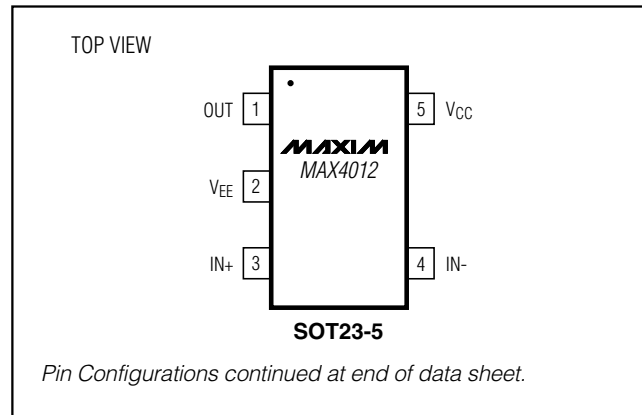 TOP VIEW
OUT 1
5 VCC
MAXIM
MAX4012
VEE 2
IN+ 3
4 IN-
SOT23-5
Pin Configurations continued at end of data sheet.